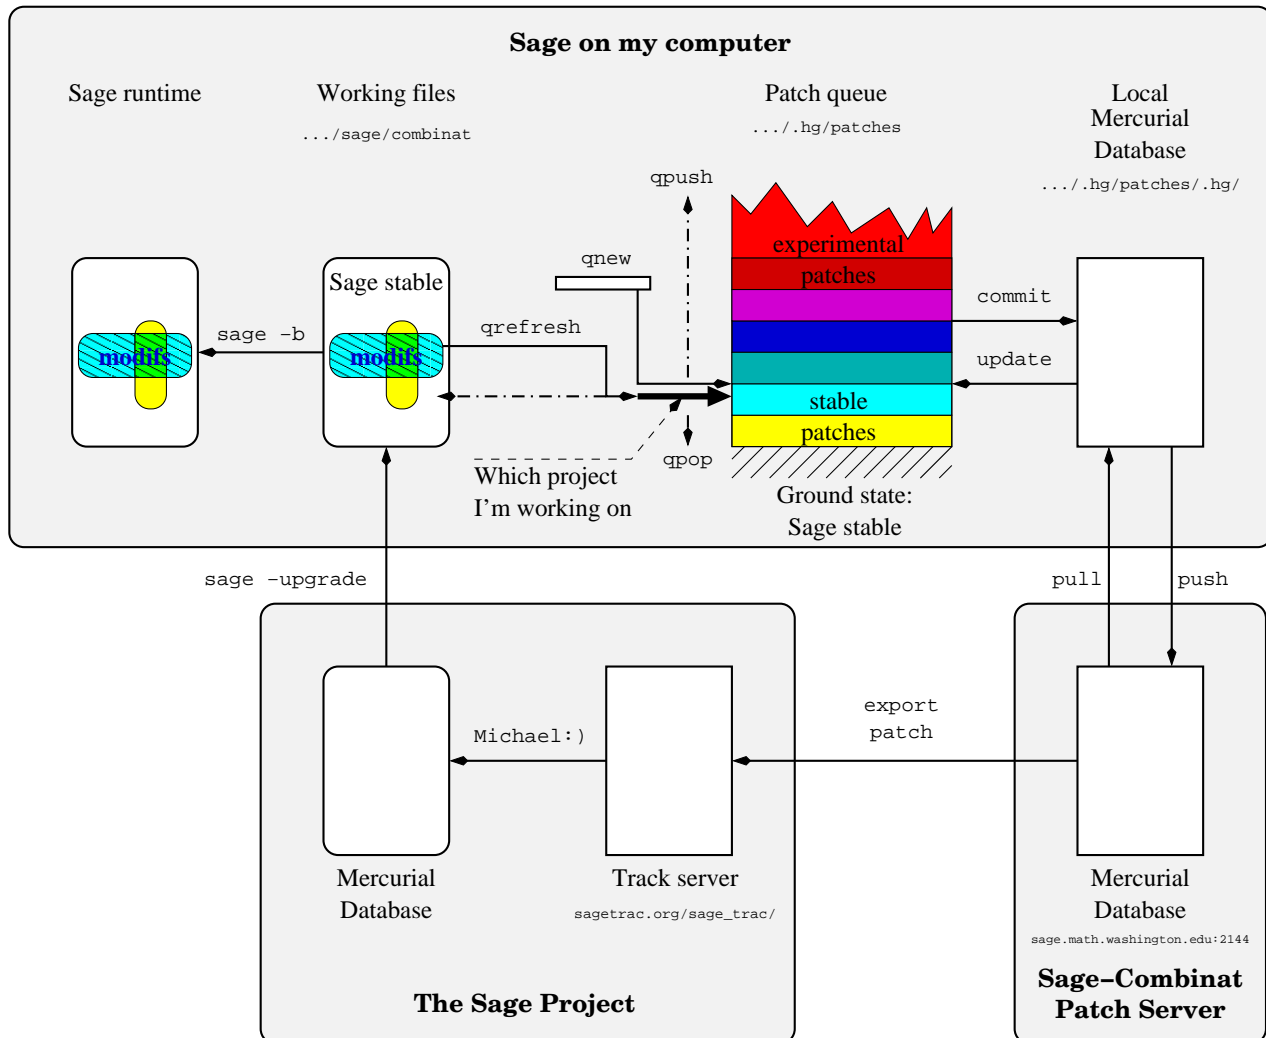 Sage on my computer
Sage runtime
Working files
.../sage/combinat
Patch queue
.../.hg/patches
Local
Mercurial
Database
.../.hg/patches/.hg/
qpush
qnew
experimental
patches
Sage stable
modifs
sage -b
modifs
qrefresh
commit
update
stable
patches
qpop
Which project
I'm working on
Ground state:
Sage stable
sage -upgrade
pull
push
export
patch
Michael:)
Mercurial
Database
Track server
sagetrac.org/sage_trac/
Mercurial
Database
sage.math.washington.edu:2144
The Sage Project
Sage-Combinat
Patch Server